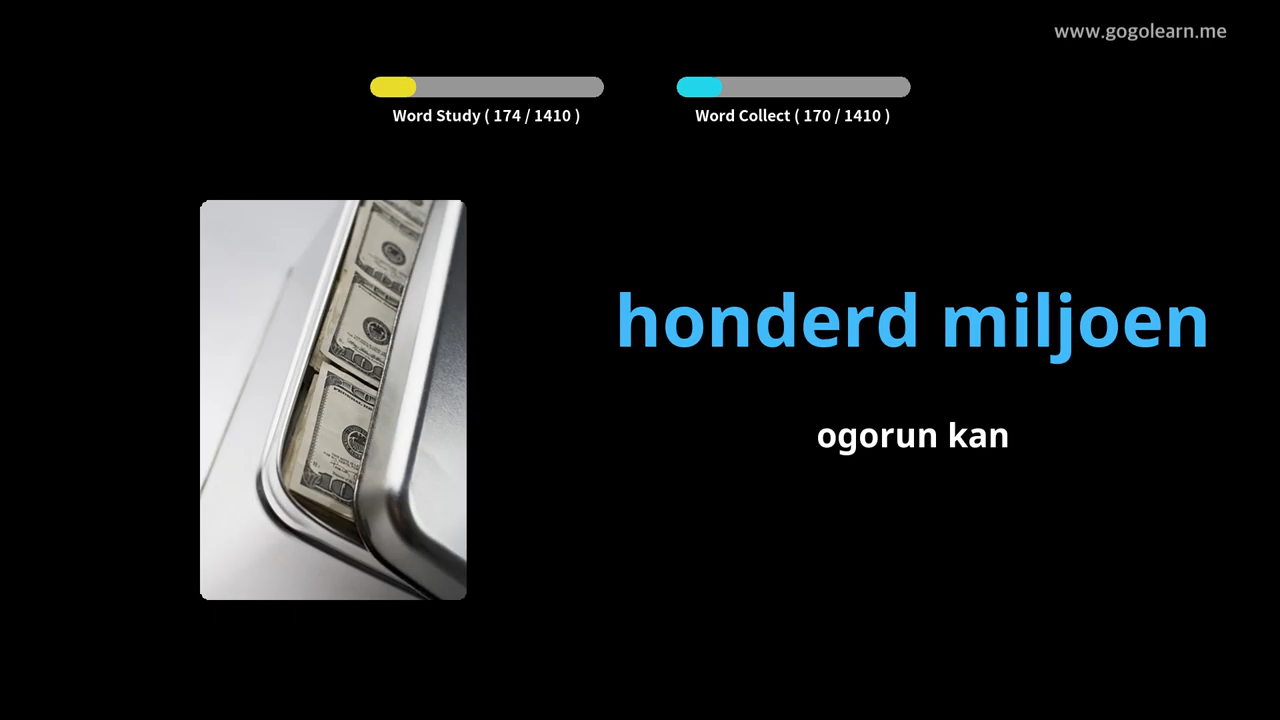 www.gogolearn.me
Word Study ( 174 / 1410 )
Word Collect ( 170 / 1410 )
honderd miljoen
ogorun kan